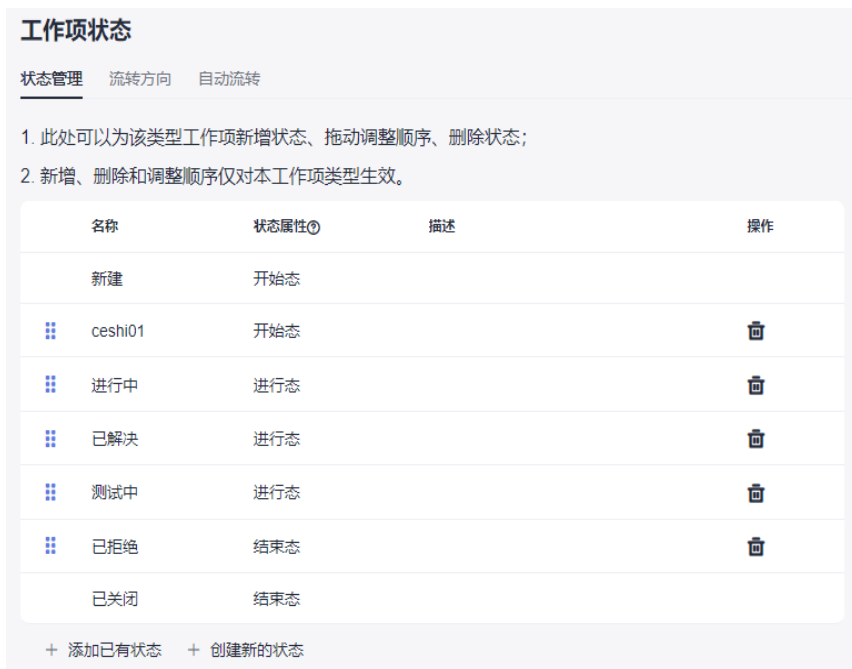 工作项状态
状态管理 流转方向 自动流转
1. 此处可以为该类型工作项新增状态、拖动调整顺序、删除状态；
2. 新增、删除和调整顺序仅对本工作项类型生效。
名称 状态属性 描述 操作
新建 开始态
ceshi01 开始态
进行中 进行态
已解决 进行态
测试中 进行态
已拒绝 结束态
已关闭 结束态
+ 添加已有状态 + 创建新的状态